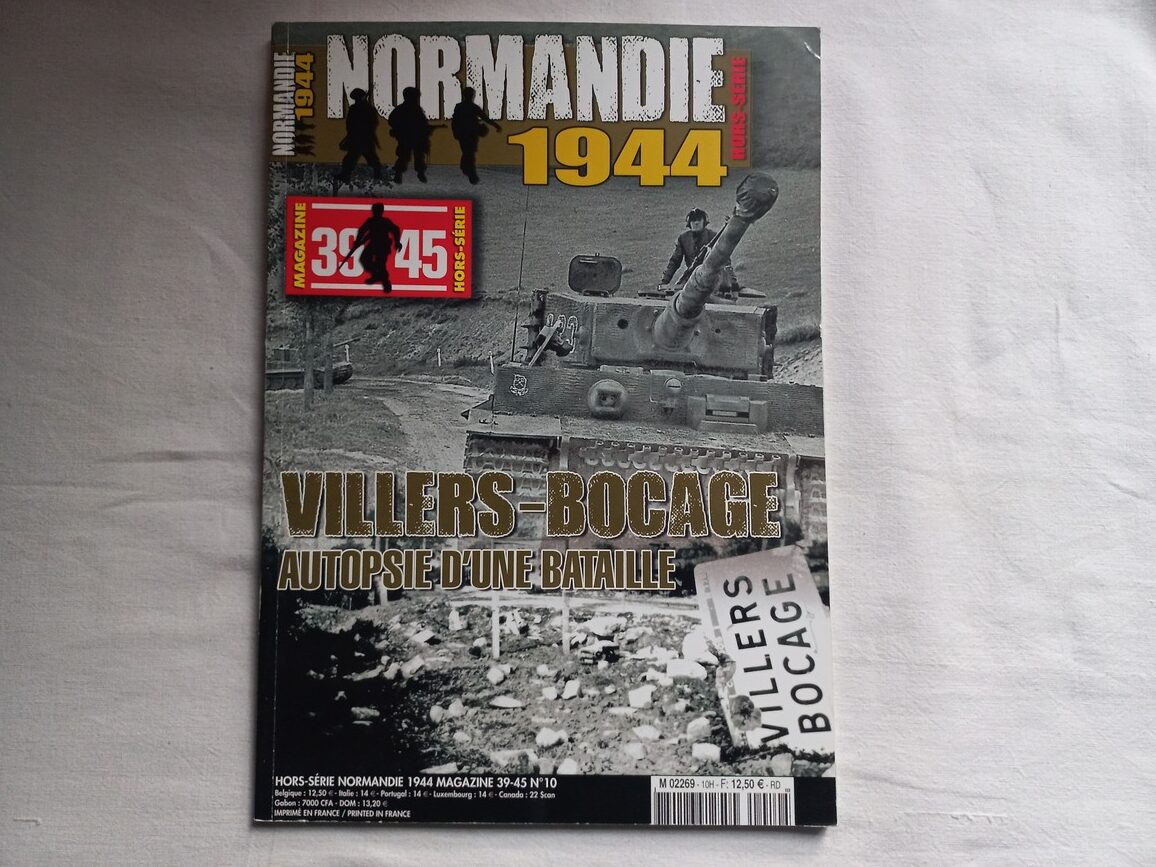 NORMANDIE
1944
NORMANDIE
1944
HORS-SÉRIE
MAGAZINE
39 45
HORS-SÉRIE
VILLERS-BOCAGE
AUTOPSIE D'UNE BATAILLE
VILLERS
BOCAGE
HORS-SÉRIE NORMANDIE 1944 MAGAZINE 39-45 N°10
Belgique : 12,50 € - Italie : 14 € - Portugal : 14 € - Luxembourg : 14 € - Canada : 22 $can
Gabon : 7000 CFA - DOM : 13,20 €
IMPRIMÉ EN FRANCE / PRINTED IN FRANCE
M 02269 - 10H - F: 12,50 € - RD